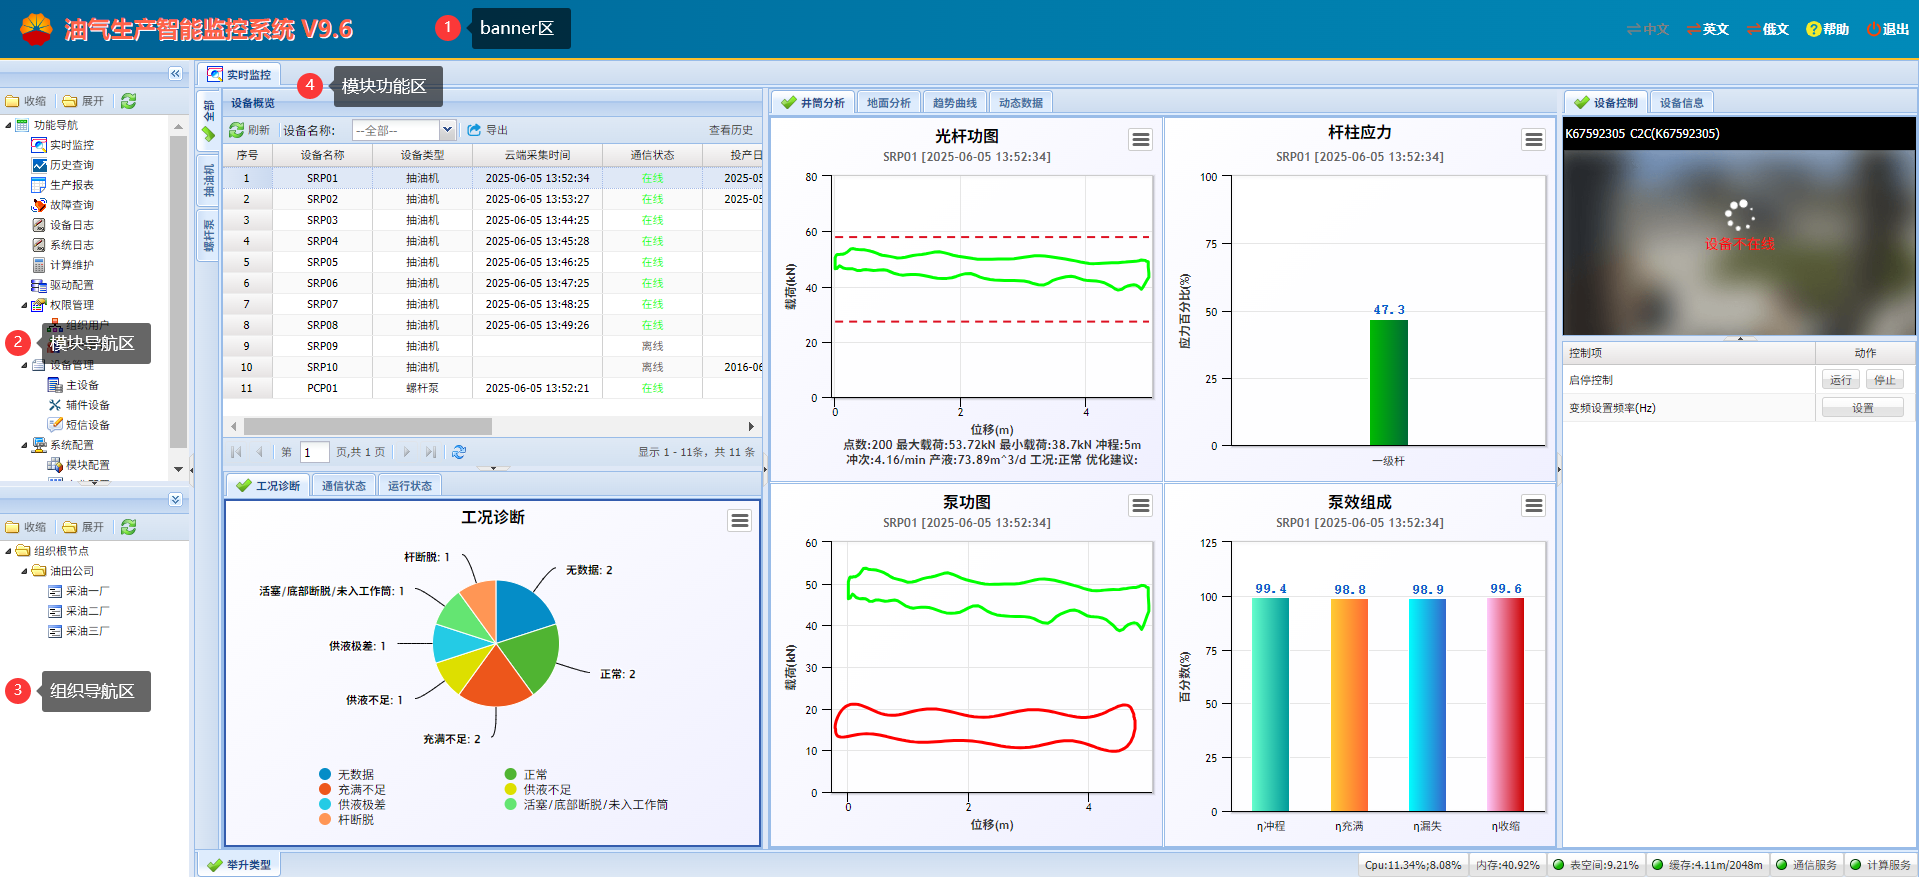 油气生产智能监控系统 V9.6
1
banner区
中文
英文
俄文
帮助
退出
收缩
展开
功能导航
实时监控
历史查询
生产报表
故障查询
设备日志
系统日志
计算维护
驱动配置
权限管理
组织用户
2
模块导航区
设备管理
主设备
辅件设备
短信设备
系统配置
模块配置
收缩
展开
组织根节点
油田公司
采油一厂
采油二厂
采油三厂
3
组织导航区
实时监控
4
模块功能区
全部
抽油机
螺杆泵
设备概览
刷新
设备名称:
--全部--
导出
查看历史
序号 设备名称 设备类型 云端采集时间 通信状态 投产日
1 SRP01 抽油机 2025-06-05 13:52:34 在线 2025-05
2 SRP02 抽油机 2025-06-05 13:53:27 在线 2025-05
3 SRP03 抽油机 2025-06-05 13:44:25 在线
4 SRP04 抽油机 2025-06-05 13:45:28 在线
5 SRP05 抽油机 2025-06-05 13:46:25 在线
6 SRP06 抽油机 2025-06-05 13:47:25 在线
7 SRP07 抽油机 2025-06-05 13:48:25 在线
8 SRP08 抽油机 2025-06-05 13:49:26 在线
9 SRP09 抽油机 离线
10 SRP10 抽油机 离线 2016-06
11 PCP01 螺杆泵 2025-06-05 13:52:21 在线
第 1 页,共 1 页
显示 1 - 11条，共 11 条
工况诊断
通信状态
运行状态
工况诊断
杆断脱: 1
无数据: 2
活塞/底部断脱/未入工作筒: 1
供液极差: 1
正常: 2
供液不足: 1
充满不足: 2
无数据
正常
充满不足
供液不足
供液极差
活塞/底部断脱/未入工作筒
杆断脱
井筒分析
地面分析
趋势曲线
动态数据
光杆功图
SRP01 [2025-06-05 13:52:34]
载荷(kN)
80
60
40
20
0
0 2 4
位移(m)
点数:200 最大载荷:53.72kN 最小载荷:38.7kN 冲程:5m
冲次:4.16/min 产液:73.89m^3/d 工况:正常 优化建议:
杆柱应力
SRP01 [2025-06-05 13:52:34]
应力百分比(%)
100
75
50
25
0
47.3
一级杆
泵功图
SRP01 [2025-06-05 13:52:34]
载荷(kN)
60
50
40
30
20
10
0
0 2 4
位移(m)
泵效组成
SRP01 [2025-06-05 13:52:34]
百分数(%)
125
100
75
50
25
0
99.4 98.8 98.9 99.6
η冲程 η充满 η漏失 η收缩
设备控制
设备信息
K67592305 C2C(K67592305)
设备不在线
控制项 动作
启停控制 运行 停止
变频设置频率(Hz) 设置
举升类型
Cpu:11.34%;8.08%
内存:40.92%
表空间:9.21%
缓存:4.11m/2048m
通信服务
计算服务